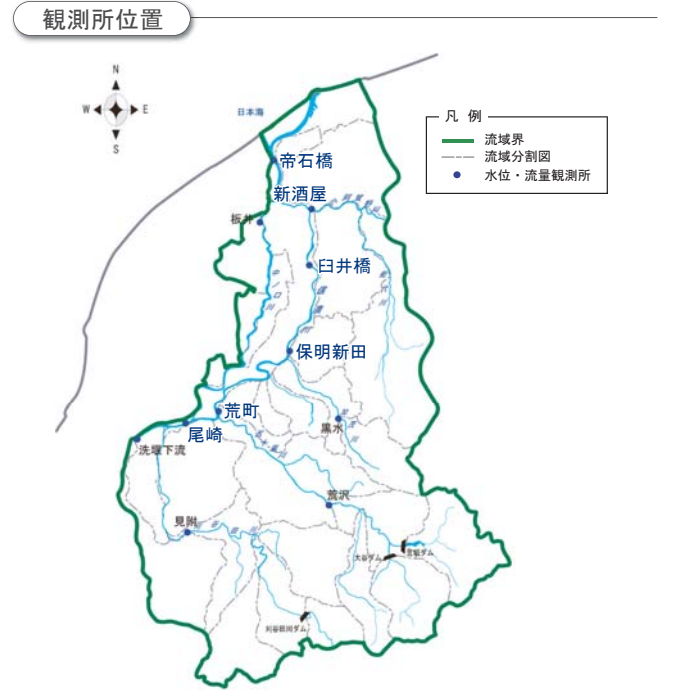 観測所位置
N
W
E
S
日本海
凡 例
流域界
流域分割図
水位・流量観測所
帝石橋
新酒屋
板井
臼井橋
保明新田
荒町
尾崎
黒水
洗堰下流
荒沢
見附
大谷ダム
笠堀ダム
刈谷田川ダム